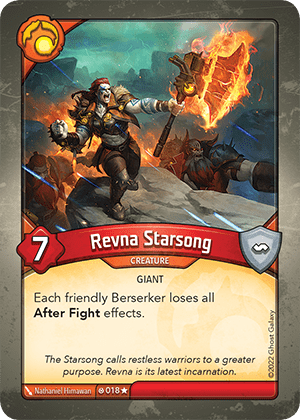 7
Revna Starsong
CREATURE
GIANT
Each friendly Berserker loses all
After Fight effects.
The Starsong calls restless warriors to a greater
purpose. Revna is its latest incarnation.
Nathaniel Himawan
018★
©2022 Ghost Galaxy